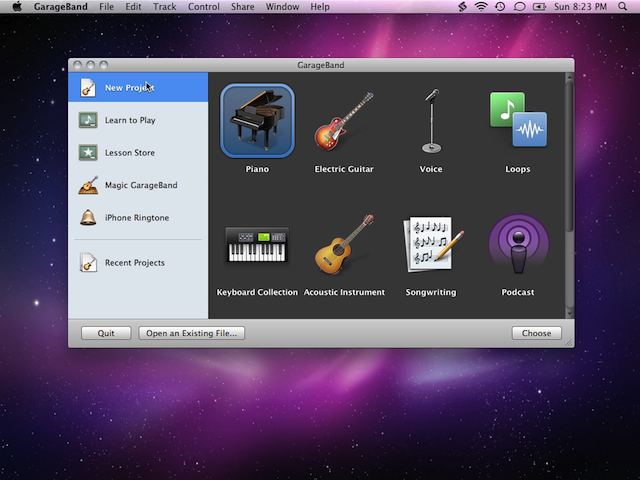 GarageBand File Edit Track Control Share Window Help Sun 8:23 PM
GarageBand
New Project
Learn to Play
Lesson Store
Magic GarageBand
iPhone Ringtone
Recent Projects
Piano Electric Guitar Voice Loops
Keyboard Collection Acoustic Instrument Songwriting Podcast
Quit Open an Existing File... Choose